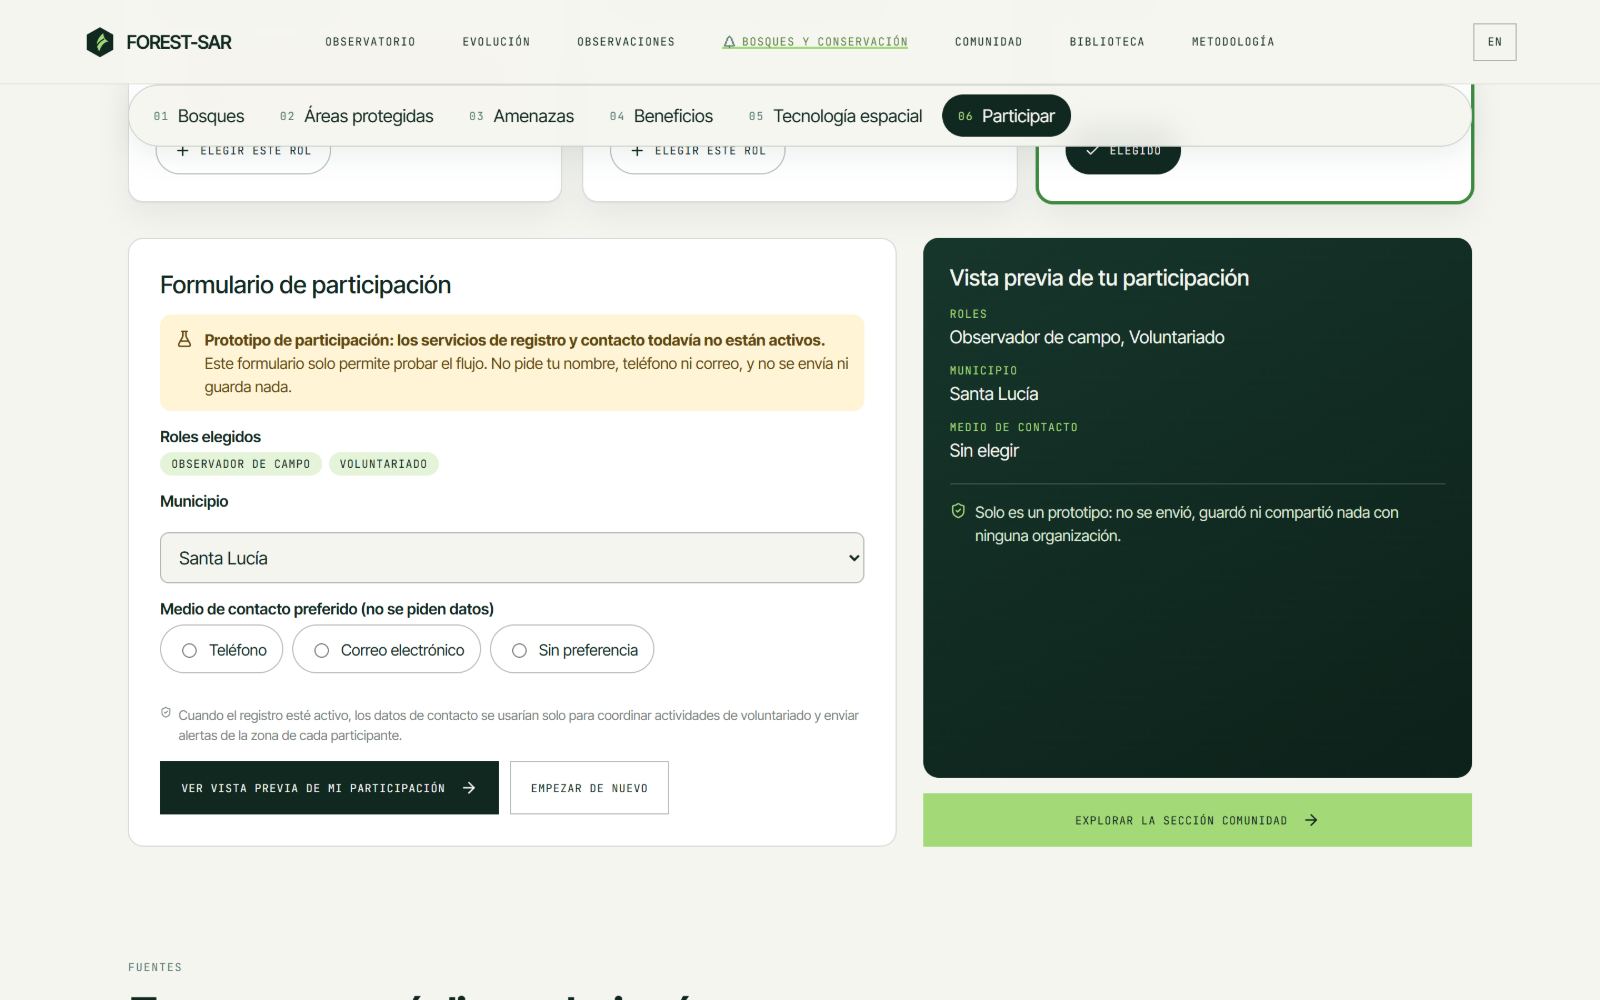 FOREST-SAR
OBSERVATORIO
EVOLUCIÓN
OBSERVACIONES
BOSQUES Y CONSERVACIÓN
COMUNIDAD
BIBLIOTECA
METODOLOGÍA
EN
01 Bosques
02 Áreas protegidas
03 Amenazas
04 Beneficios
05 Tecnología espacial
06 Participar
ELEGIR ESTE ROL
ELEGIR ESTE ROL
ELEGIDO
Formulario de participación
Prototipo de participación: los servicios de registro y contacto todavía no están activos.
Este formulario solo permite probar el flujo. No pide tu nombre, teléfono ni correo, y no se envía ni
guarda nada.
Roles elegidos
OBSERVADOR DE CAMPO
VOLUNTARIADO
Municipio
Santa Lucía
Medio de contacto preferido (no se piden datos)
Teléfono
Correo electrónico
Sin preferencia
Cuando el registro esté activo, los datos de contacto se usarían solo para coordinar actividades de voluntariado y enviar
alertas de la zona de cada participante.
VER VISTA PREVIA DE MI PARTICIPACIÓN
EMPEZAR DE NUEVO
Vista previa de tu participación
ROLES
Observador de campo, Voluntariado
MUNICIPIO
Santa Lucía
MEDIO DE CONTACTO
Sin elegir
Solo es un prototipo: no se envió, guardó ni compartió nada con
ninguna organización.
EXPLORAR LA SECCIÓN COMUNIDAD
FUENTES